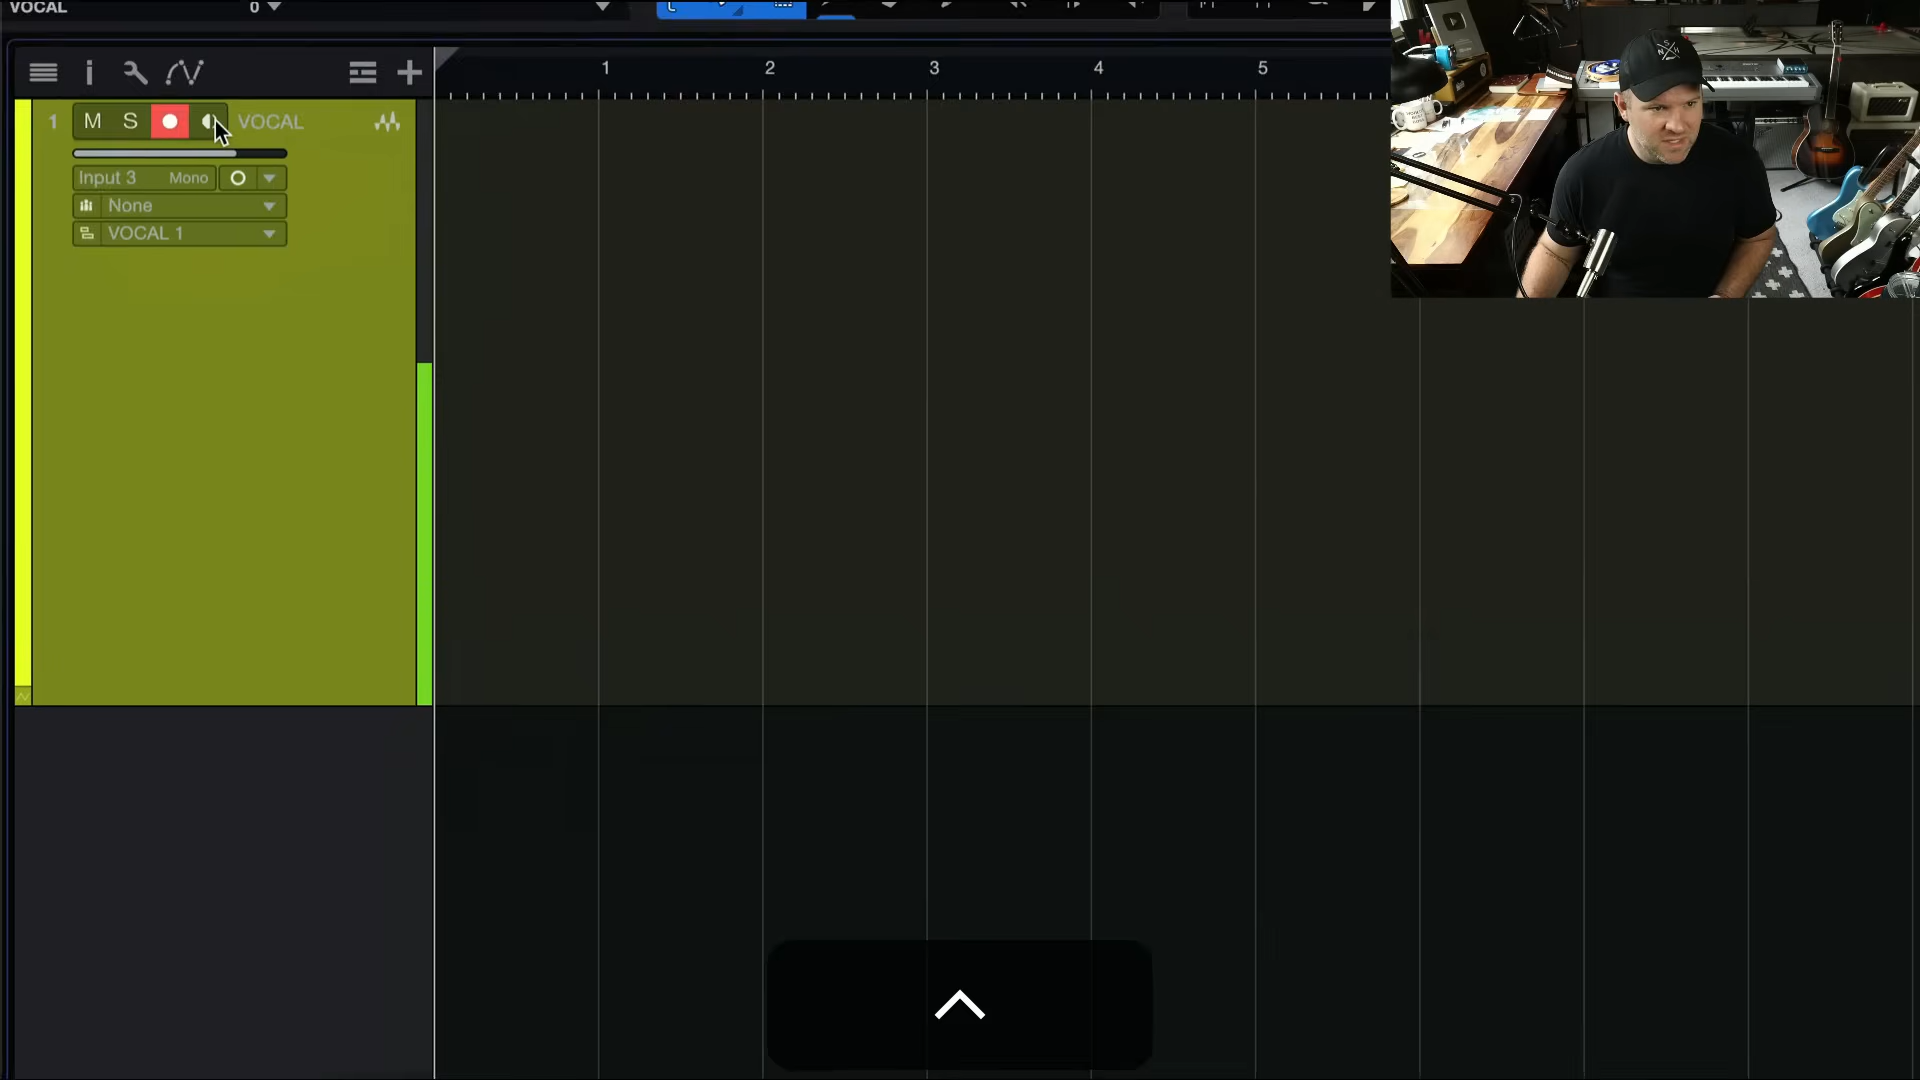 VOCAL 0
1 2 3 4 5
1 M S VOCAL
Input 3 Mono
None
VOCAL 1